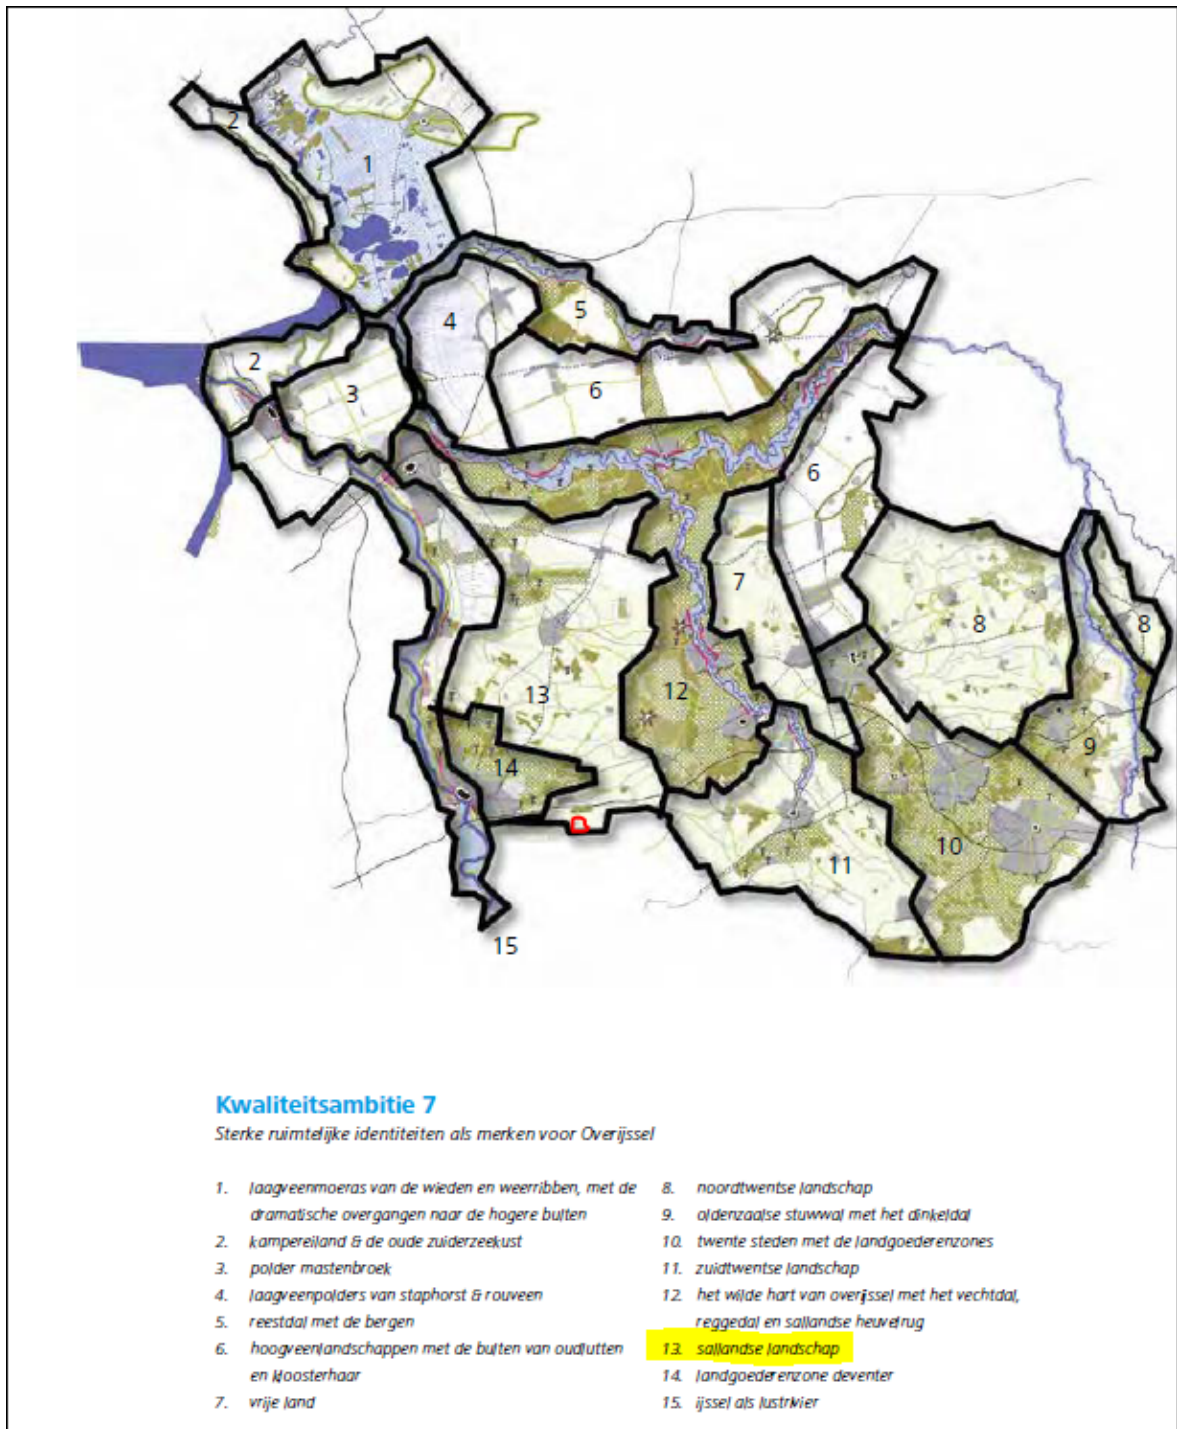 2
1
5
4
2
3
6
6
7
8
8
13
12
9
14
10
11
15
Kwaliteitsambitie 7
Sterke ruimtelijke identiteiten als merken voor Overijssel
1. laagveenmoeras van de wieden en weerribben, met de
dramatische overgangen naar de hogere bulten
2. kampereiland & de oude zuiderzeekust
3. polder mastenbroek
4. laagveenpolders van staphorst & rouveen
5. reestdal met de bergen
6. hoogveenlandschappen met de bulten van oudlutten
en kloosterhaar
7. vrije land
8. noordtwentse landschap
9. oldenzaalse stuwwal met het dinkeldal
10. twente steden met de landgoederenzones
11. zuidtwentse landschap
12. het wilde hart van overijssel met het vechtdal,
reggedal en sallandse heuvelrug
13. sallandse landschap
14. landgoederenzone deventer
15. ijssel als lustrivier